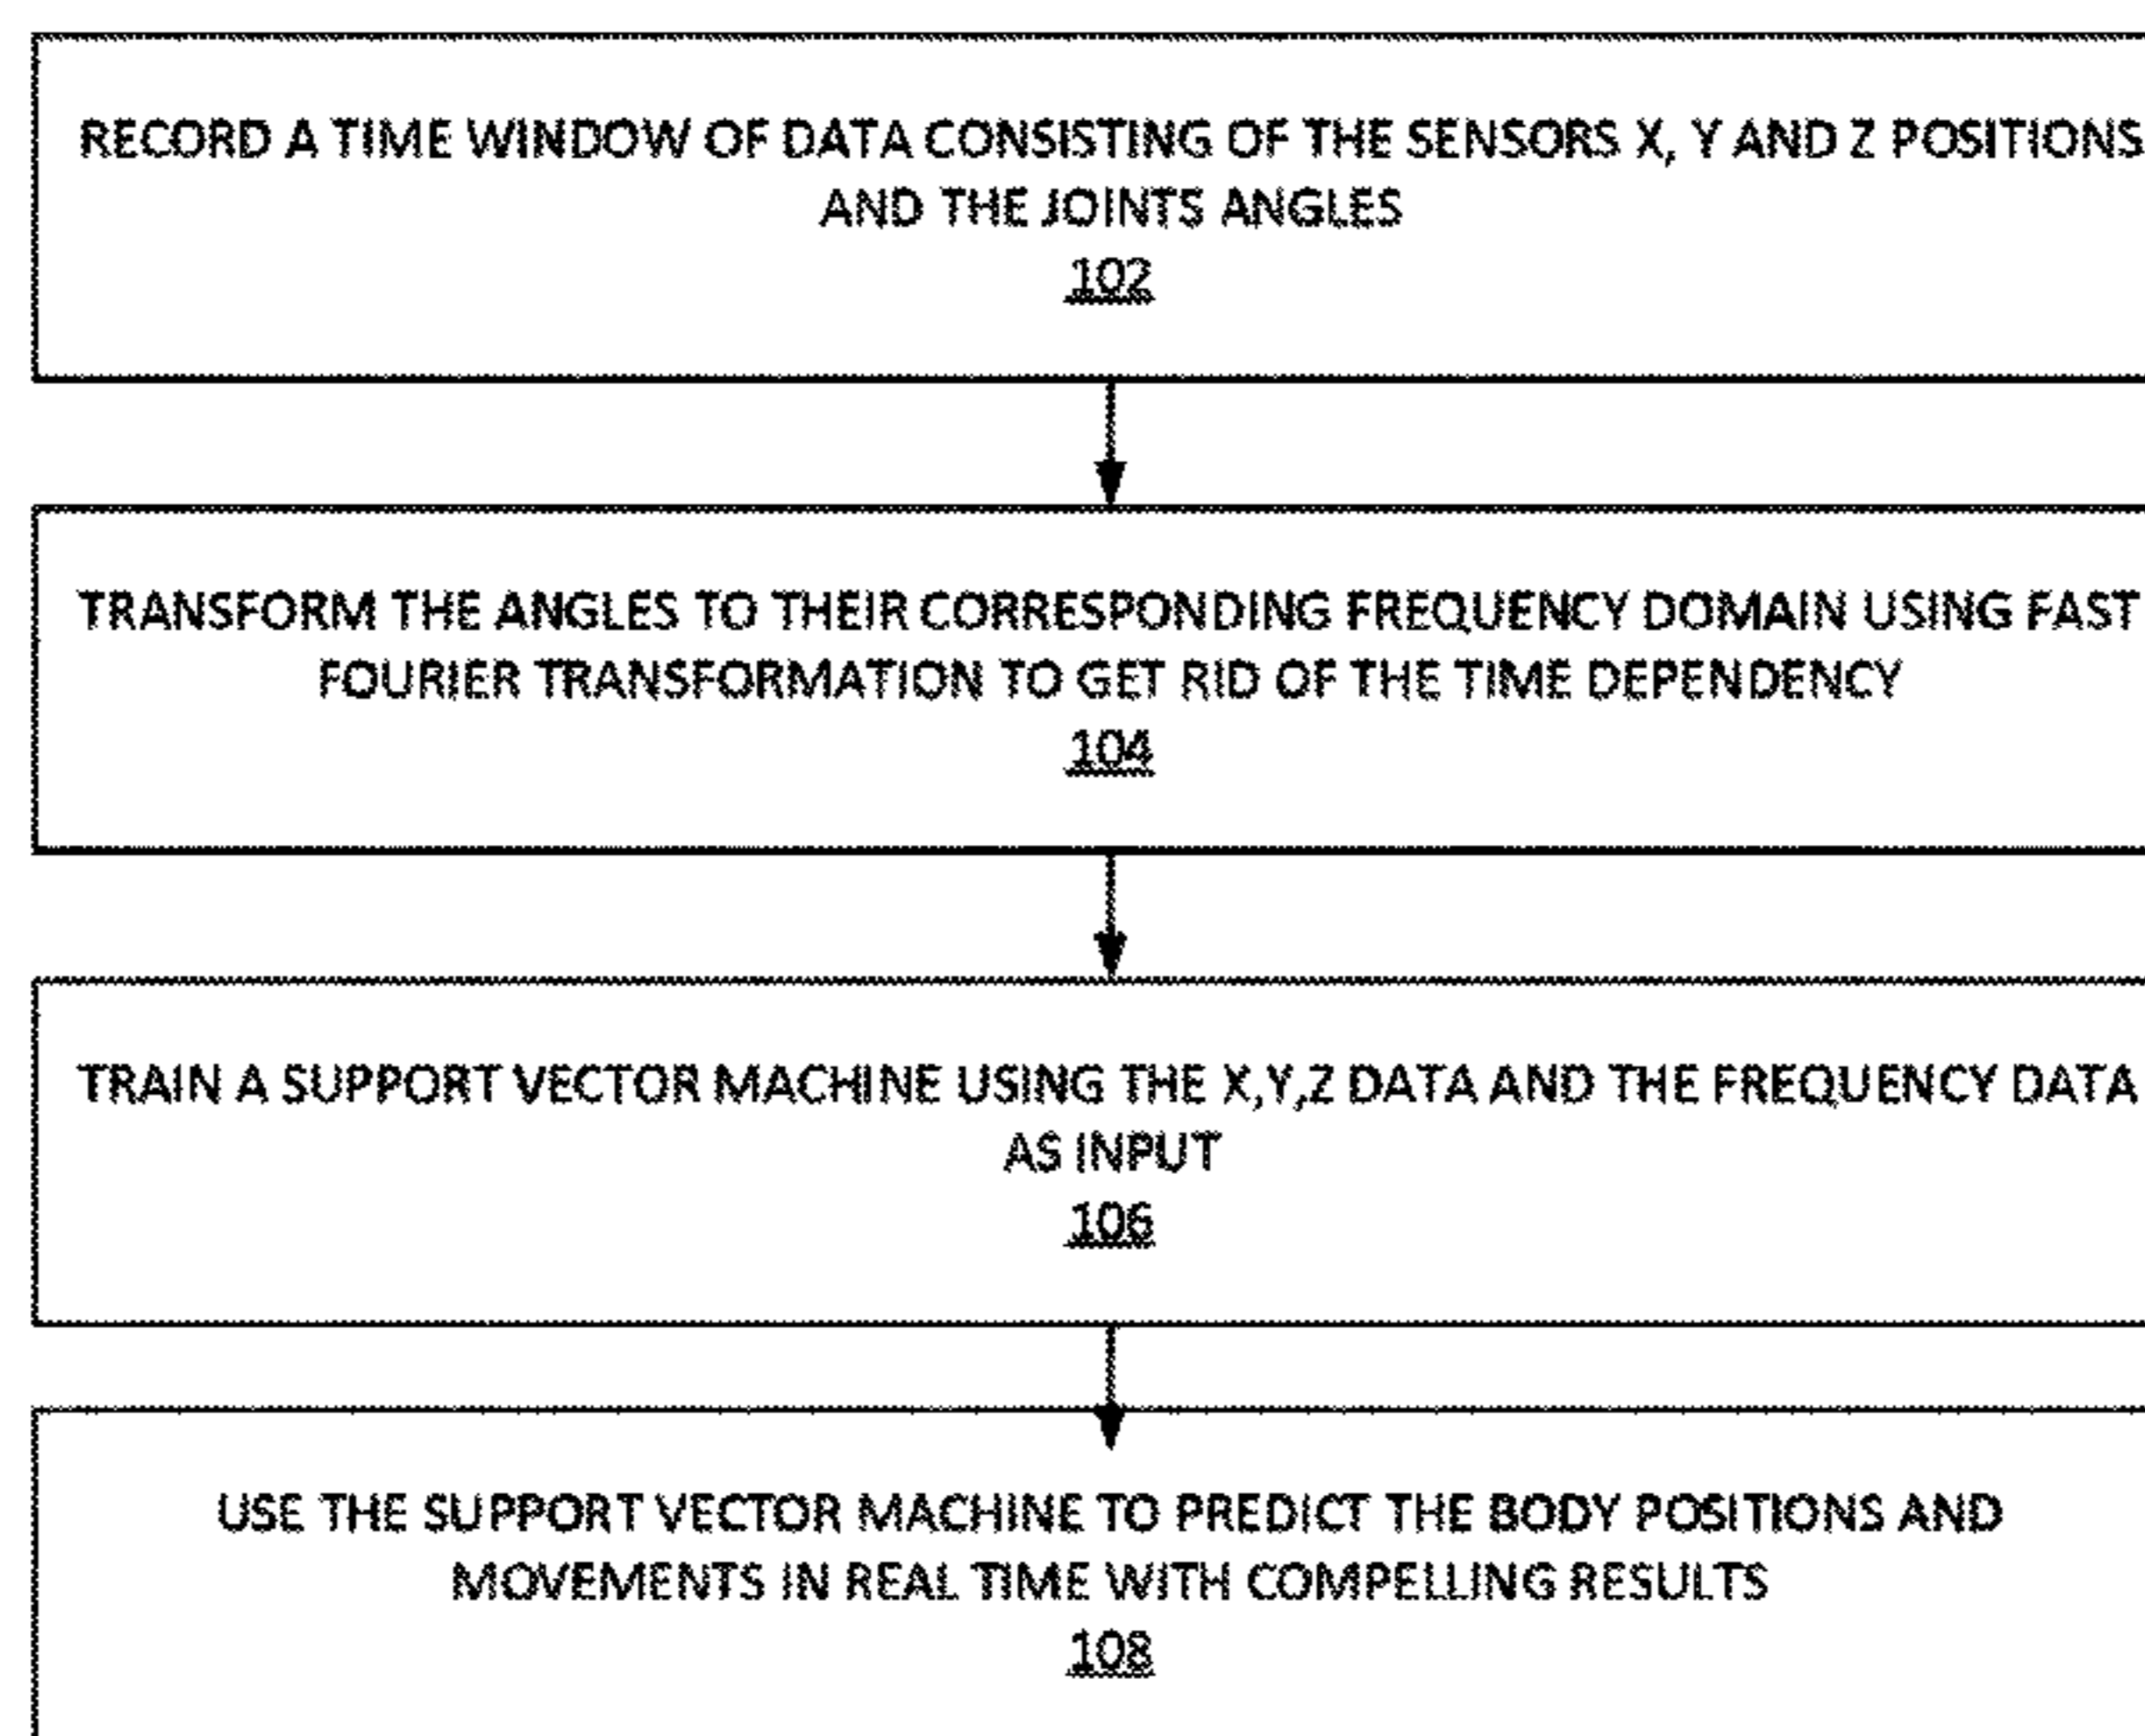 RECORD A TIME WINDOW OF DATA CONSISTING OF THE SENSORS X, Y AND Z POSITIONS
AND THE JOINTS ANGLES
102
TRANSFORM THE ANGLES TO THEIR CORRESPONDING FREQUENCY DOMAIN USING FAST
FOURIER TRANSFORMATION TO GET RID OF THE TIME DEPENDENCY
104
TRAIN A SUPPORT VECTOR MACHINE USING THE X,Y,Z DATA AND THE FREQUENCY DATA
AS INPUT
106
USE THE SUPPORT VECTOR MACHINE TO PREDICT THE BODY POSITIONS AND
MOVEMENTS IN REAL TIME WITH COMPELLING RESULTS
108